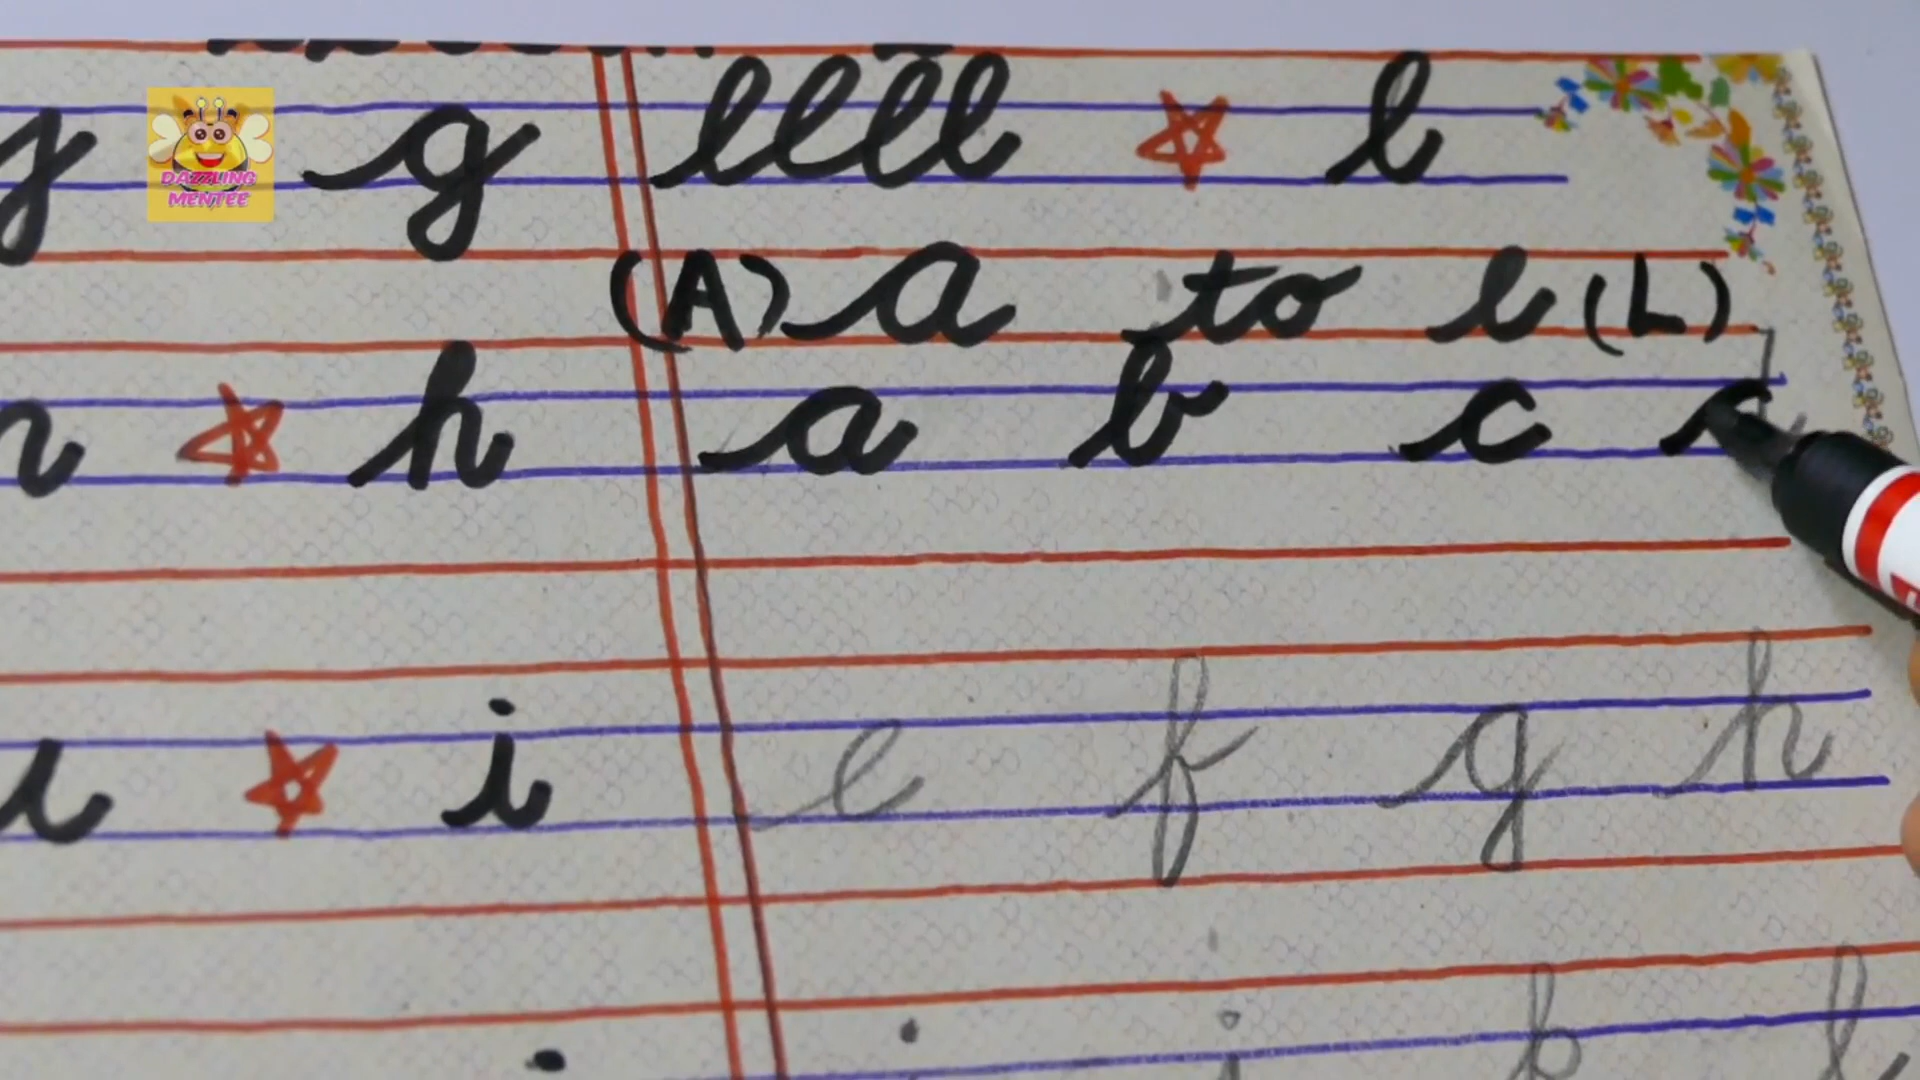 g g llll l
DAZZLING
MENTEE
(A) a to l (L)
h h a b c
i i e f g h
i j k l